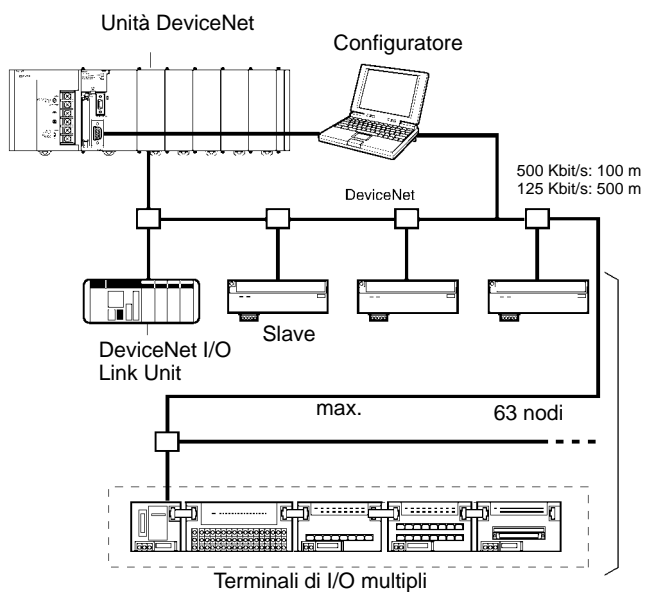 Unità DeviceNet
Configuratore
500 Kbit/s: 100 m
125 Kbit/s: 500 m
DeviceNet
Slave
DeviceNet I/O
Link Unit
max.
63 nodi
Terminali di I/O multipli